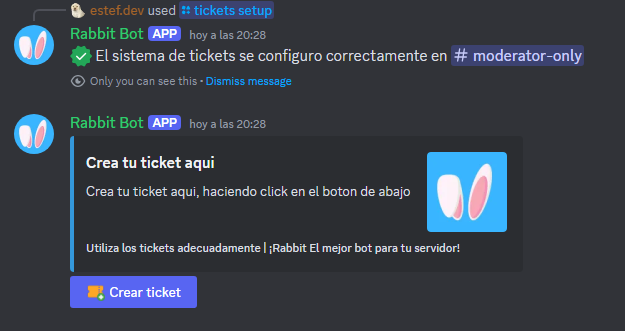 estef.dev used tickets setup
Rabbit Bot APP hoy a las 20:28
El sistema de tickets se configuro correctamente en # moderator-only
Only you can see this • Dismiss message
Rabbit Bot APP hoy a las 20:28
Crea tu ticket aqui
Crea tu ticket aqui, haciendo click en el boton de abajo
Utiliza los tickets adecuadamente | ¡Rabbit El mejor bot para tu servidor!
Crear ticket